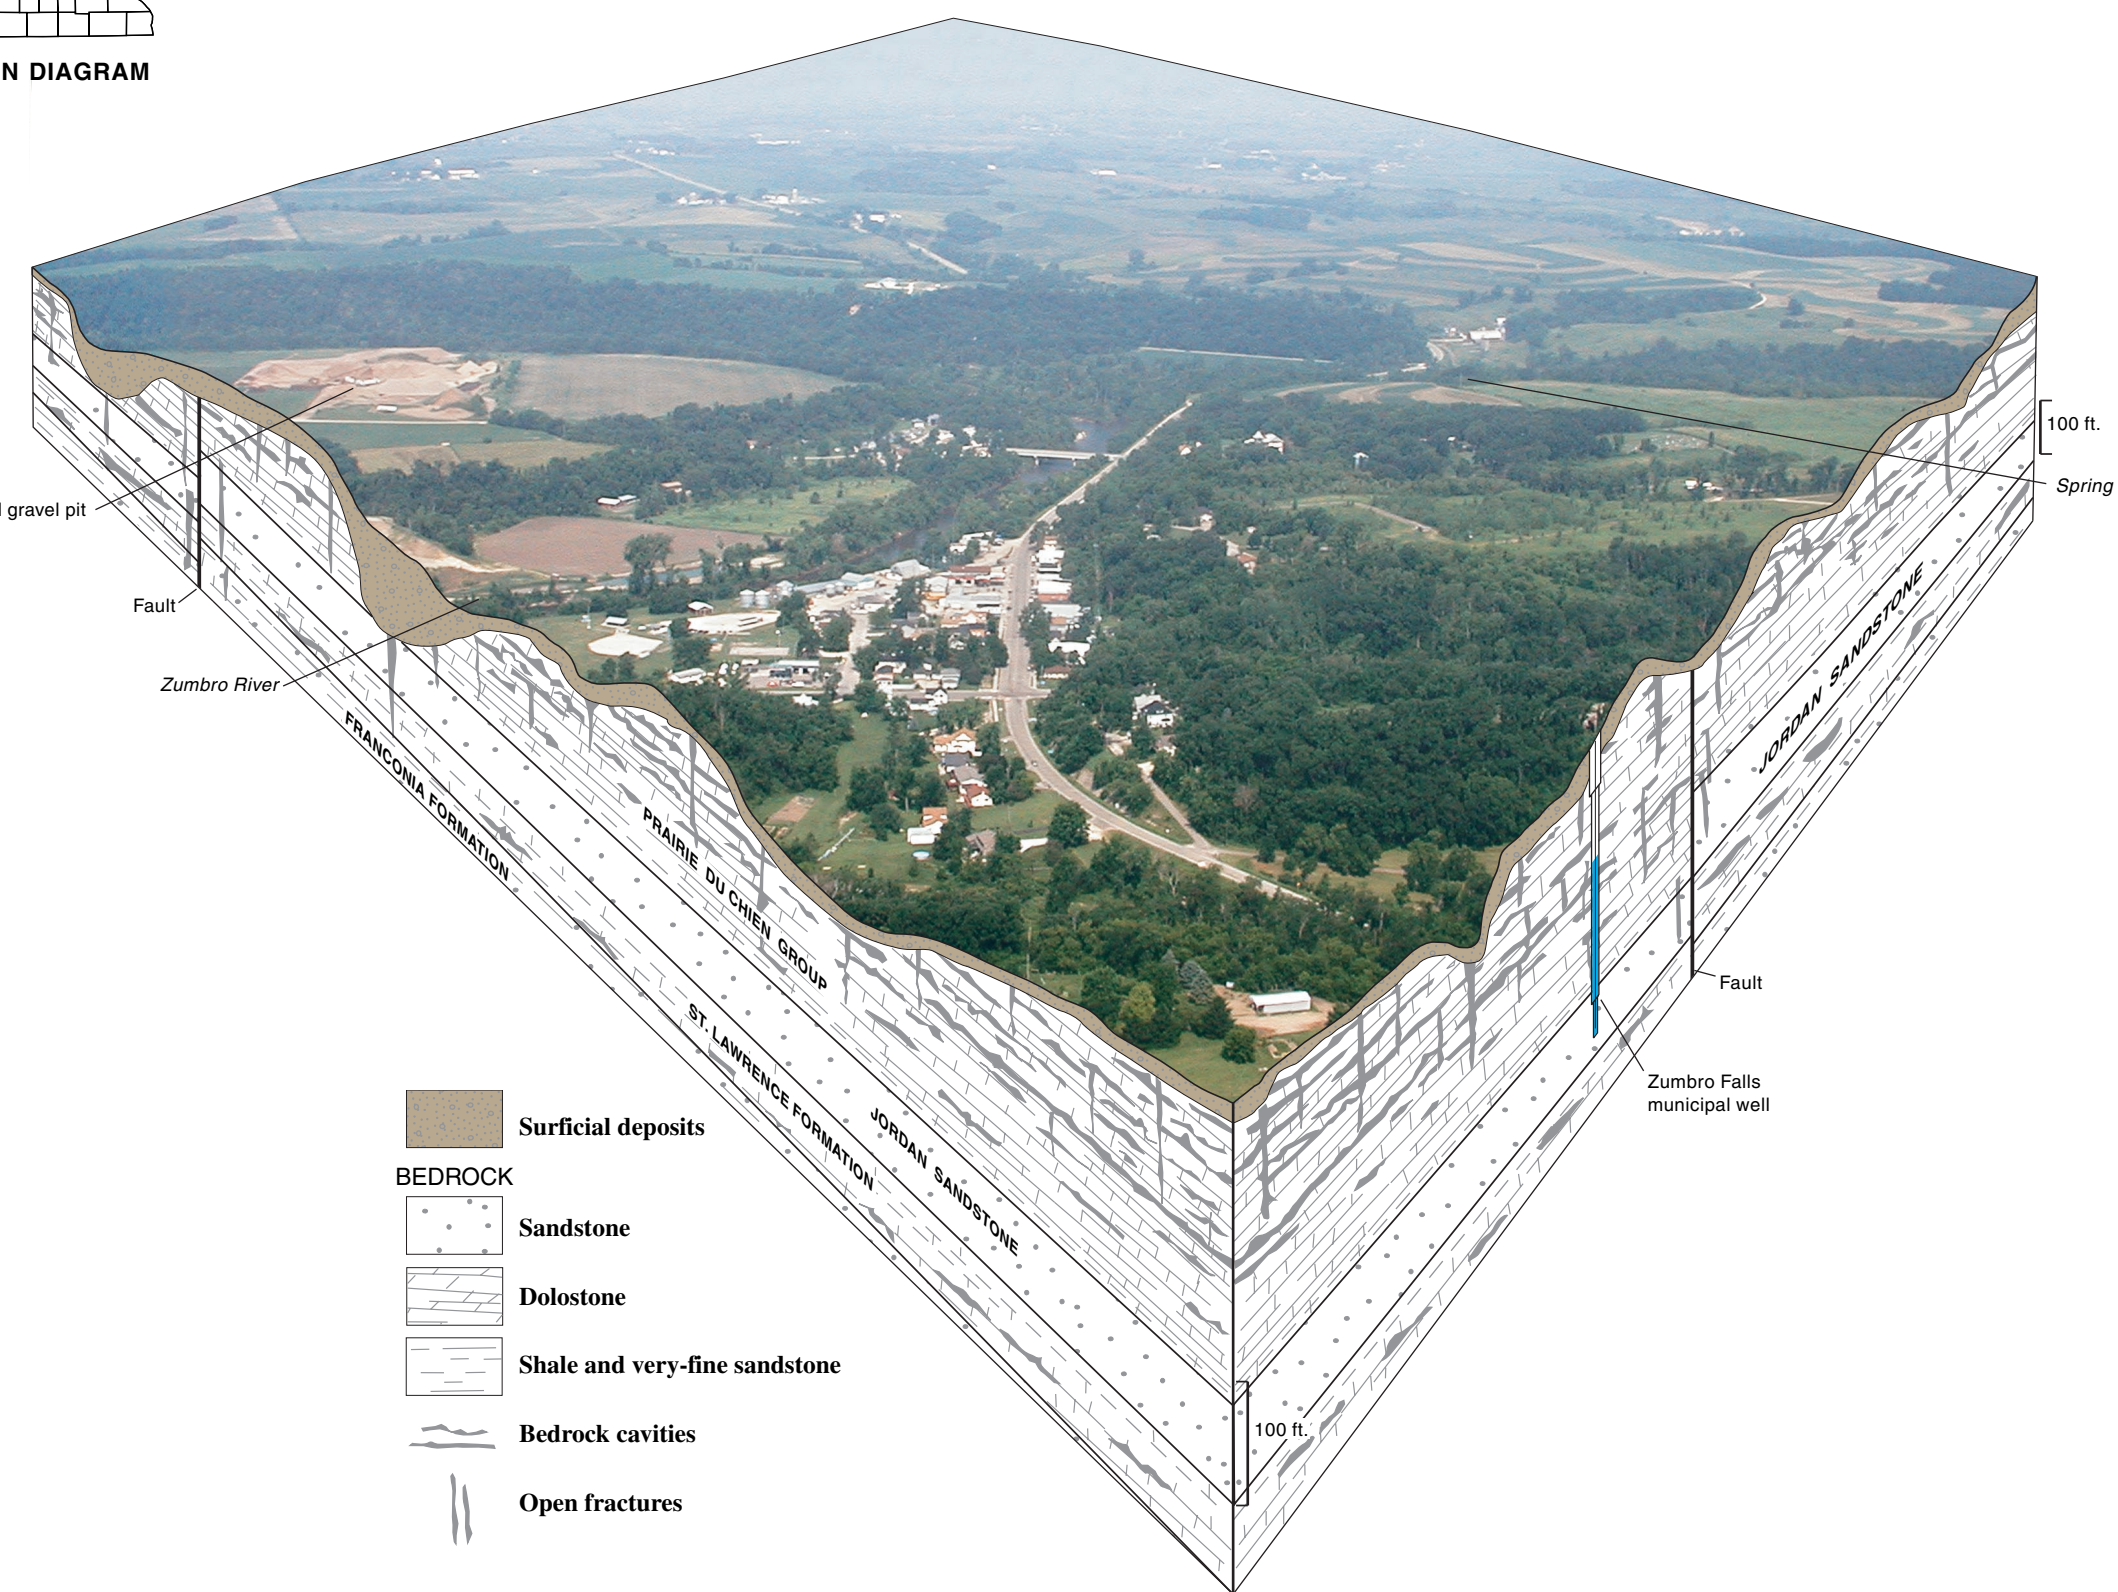 N DIAGRAM
100 ft.
Spring
l gravel pit
Fault
Zumbro River
JORDAN SANDSTONE
FRANCONIA FORMATION
PRAIRIE DU CHIEN GROUP
Fault
ST. LAWRENCE FORMATION
Zumbro Falls
municipal well
JORDAN SANDSTONE
Surficial deposits
BEDROCK
Sandstone
Dolostone
Shale and very-fine sandstone
100 ft.
Bedrock cavities
Open fractures